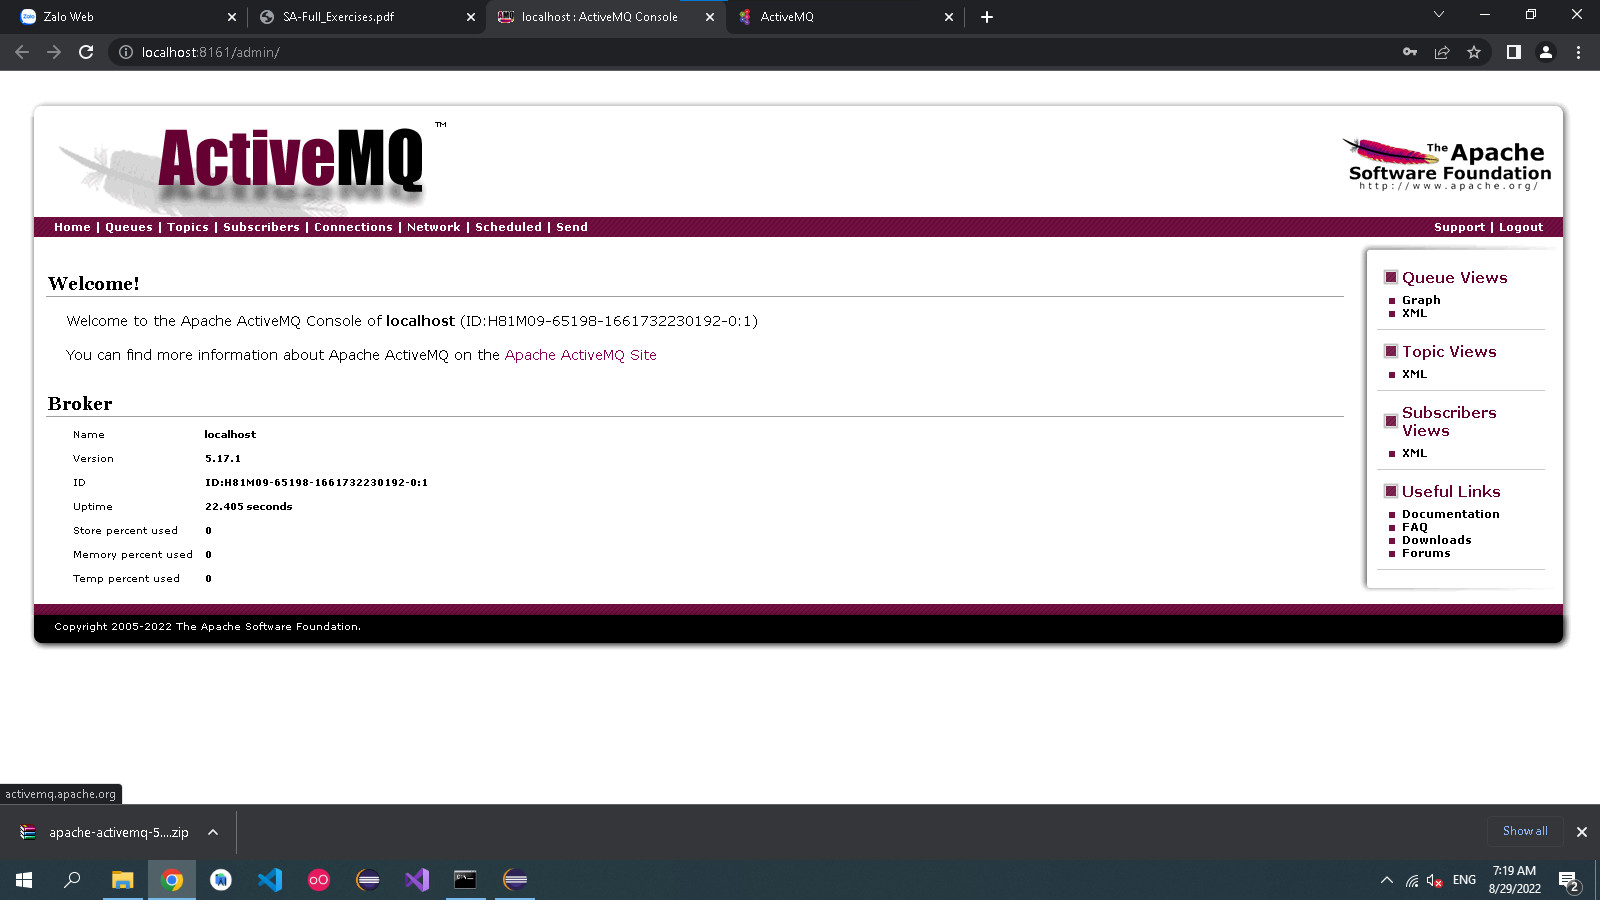 Zalo Web
SA-Full_Exercises.pdf
localhost : ActiveMQ Console
ActiveMQ
localhost:8161/admin/
ActiveMQ TM
The Apache
Software Foundation
http://www.apache.org/
Home | Queues | Topics | Subscribers | Connections | Network | Scheduled | Send
Support | Logout
Welcome!
Welcome to the Apache ActiveMQ Console of localhost (ID:H81M09-65198-1661732230192-0:1)
You can find more information about Apache ActiveMQ on the Apache ActiveMQ Site
Broker
Name localhost
Version 5.17.1
ID ID:H81M09-65198-1661732230192-0:1
Uptime 22.405 seconds
Store percent used 0
Memory percent used 0
Temp percent used 0
Queue Views
Graph
XML
Topic Views
XML
Subscribers
Views
XML
Useful Links
Documentation
FAQ
Downloads
Forums
Copyright 2005-2022 The Apache Software Foundation.
activemq.apache.org
apache-activemq-5....zip
Show all
ENG
7:19 AM
8/29/2022
2